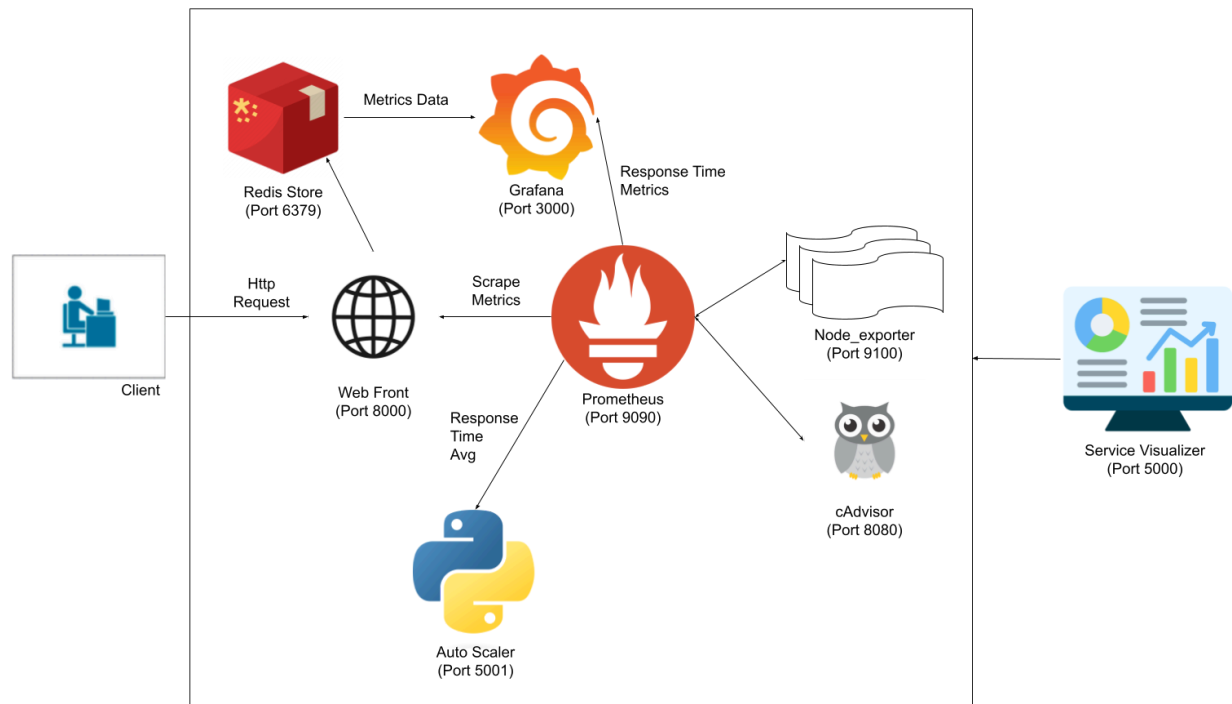 Metrics Data
Redis Store
(Port 6379)
Grafana
(Port 3000)
Response Time
Metrics
Http
Request
Scrape
Metrics
Client
Web Front
(Port 8000)
Prometheus
(Port 9090)
Node_exporter
(Port 9100)
Response
Time
Avg
cAdvisor
(Port 8080)
Service Visualizer
(Port 5000)
Auto Scaler
(Port 5001)